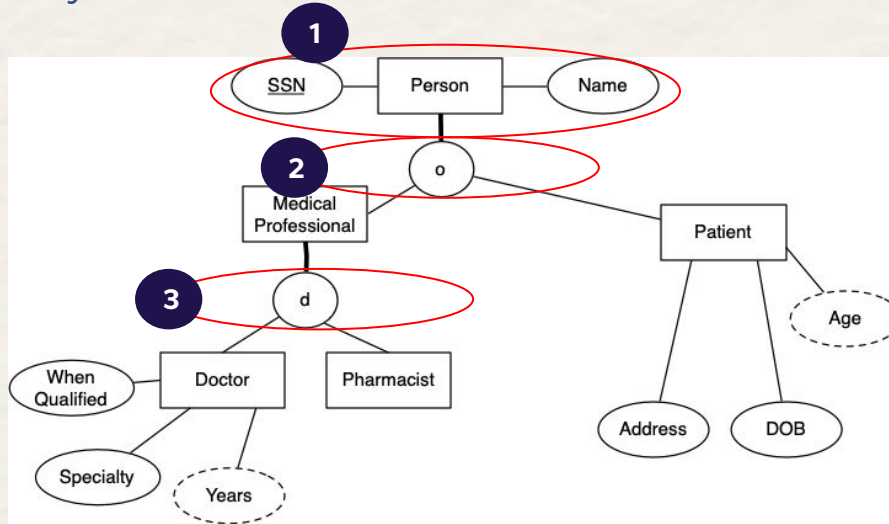 1
SSN
Person
Name
2
o
Medical
Professional
Patient
3
d
Age
When
Qualified
Doctor
Pharmacist
Address
DOB
Specialty
Years